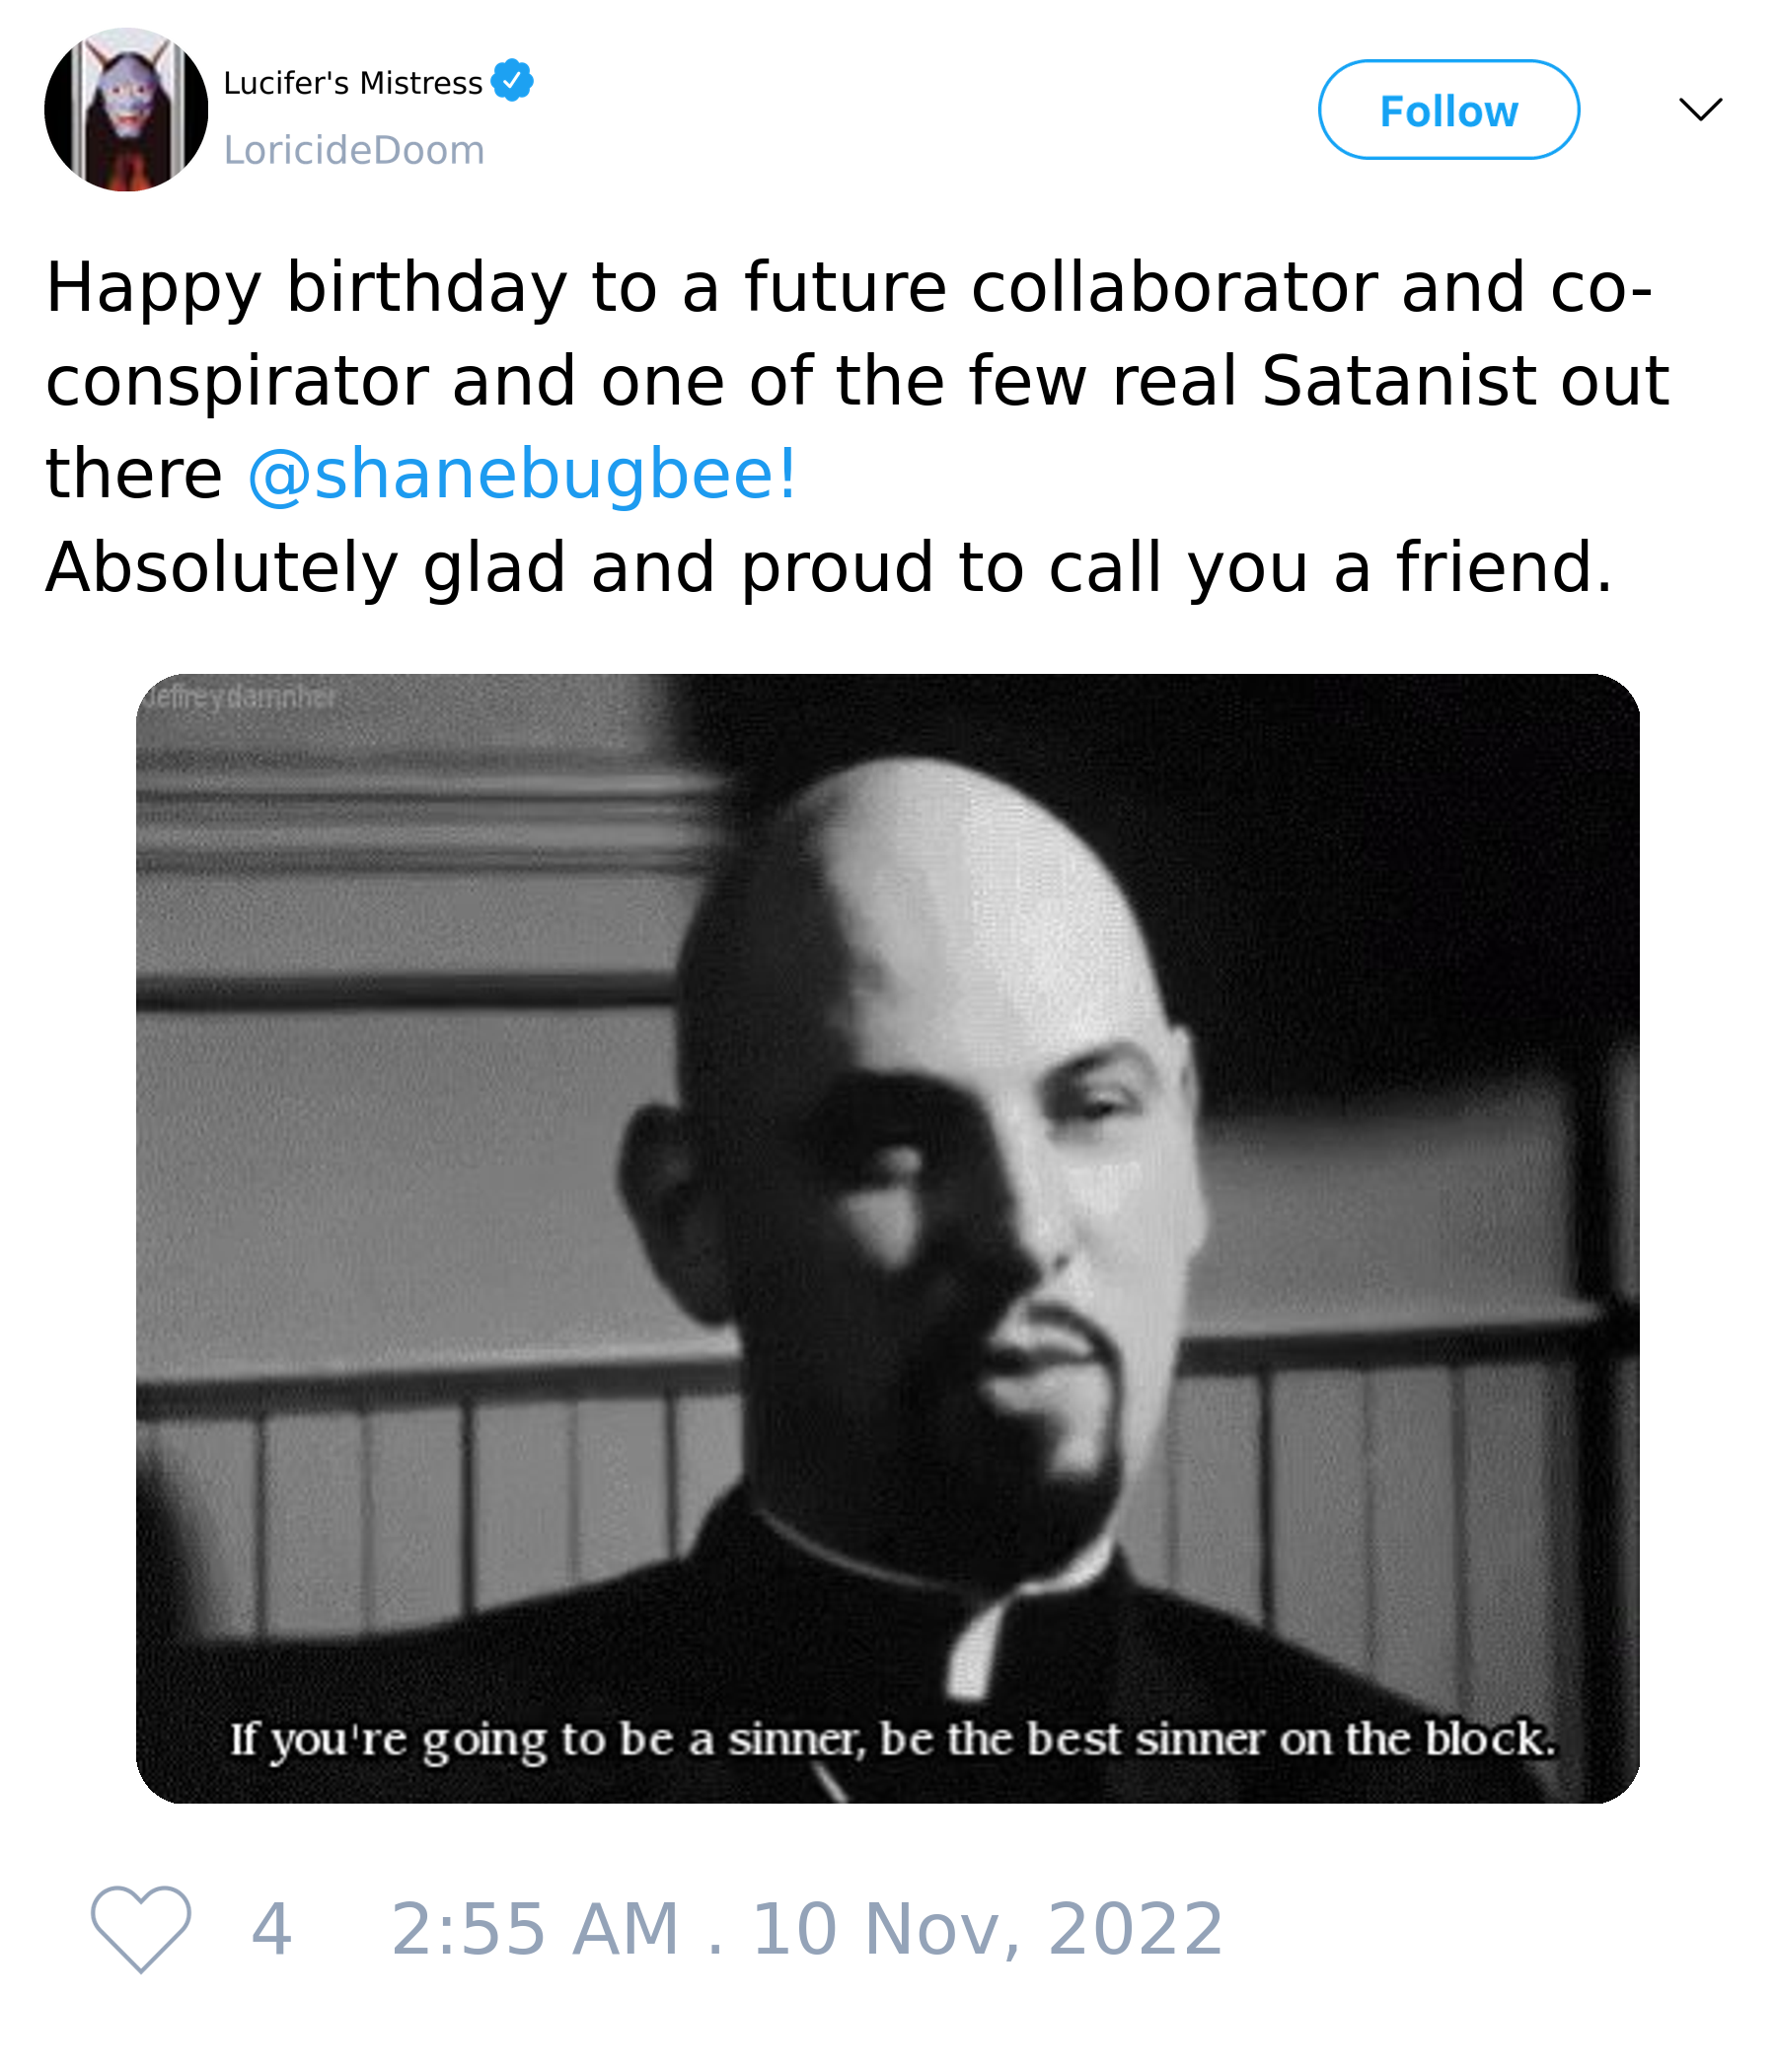 Lucifer's Mistress
LoricideDoom
Follow
Happy birthday to a future collaborator and co-
conspirator and one of the few real Satanist out
there @shanebugbee!
Absolutely glad and proud to call you a friend.
jeffreydamnher
If you're going to be a sinner, be the best sinner on the block.
4 2:55 AM . 10 Nov, 2022